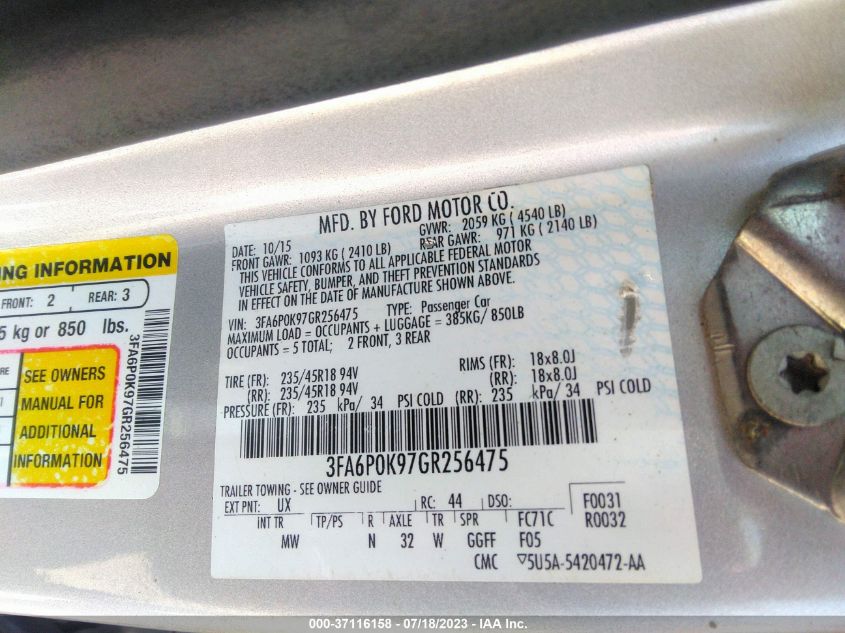 MFD. BY FORD MOTOR CO.
DATE: 10/15 GVWR: 2059 KG ( 4540 LB)
FRONT GAWR: 1093 KG ( 2410 LB) REAR GAWR: 971 KG ( 2140 LB)
THIS VEHICLE CONFORMS TO ALL APPLICABLE FEDERAL MOTOR
VEHICLE SAFETY, BUMPER, AND THEFT PREVENTION STANDARDS
IN EFFECT ON THE DATE OF MANUFACTURE SHOWN ABOVE.
VIN: 3FA6P0K97GR256475 TYPE: Passenger Car
MAXIMUM LOAD = OCCUPANTS + LUGGAGE = 385KG/ 850LB
OCCUPANTS = 5 TOTAL; 2 FRONT, 3 REAR
TIRE (FR): 235/45R18 94V RIMS (FR): 18x8.0J
(RR): 235/45R18 94V (RR): 18x8.0J
PRESSURE (FR): 235 kPa/ 34 PSI COLD (RR): 235 kPa/ 34 PSI COLD
3FA6P0K97GR256475
TRAILER TOWING - SEE OWNER GUIDE
EXT PNT: UX RC: 44 DSO: F0031
INT TR TP/PS R AXLE TR SPR FC71C R0032
MW N 32 W GGFF F05
CMC ▽5U5A-5420472-AA
NG INFORMATION
FRONT: 2 REAR: 3
5 kg or 850 lbs.
RE
SEE OWNERS
MANUAL FOR
ADDITIONAL
INFORMATION
3FA6P0K97GR256475
000-37116158 - 07/18/2023 - IAA Inc.